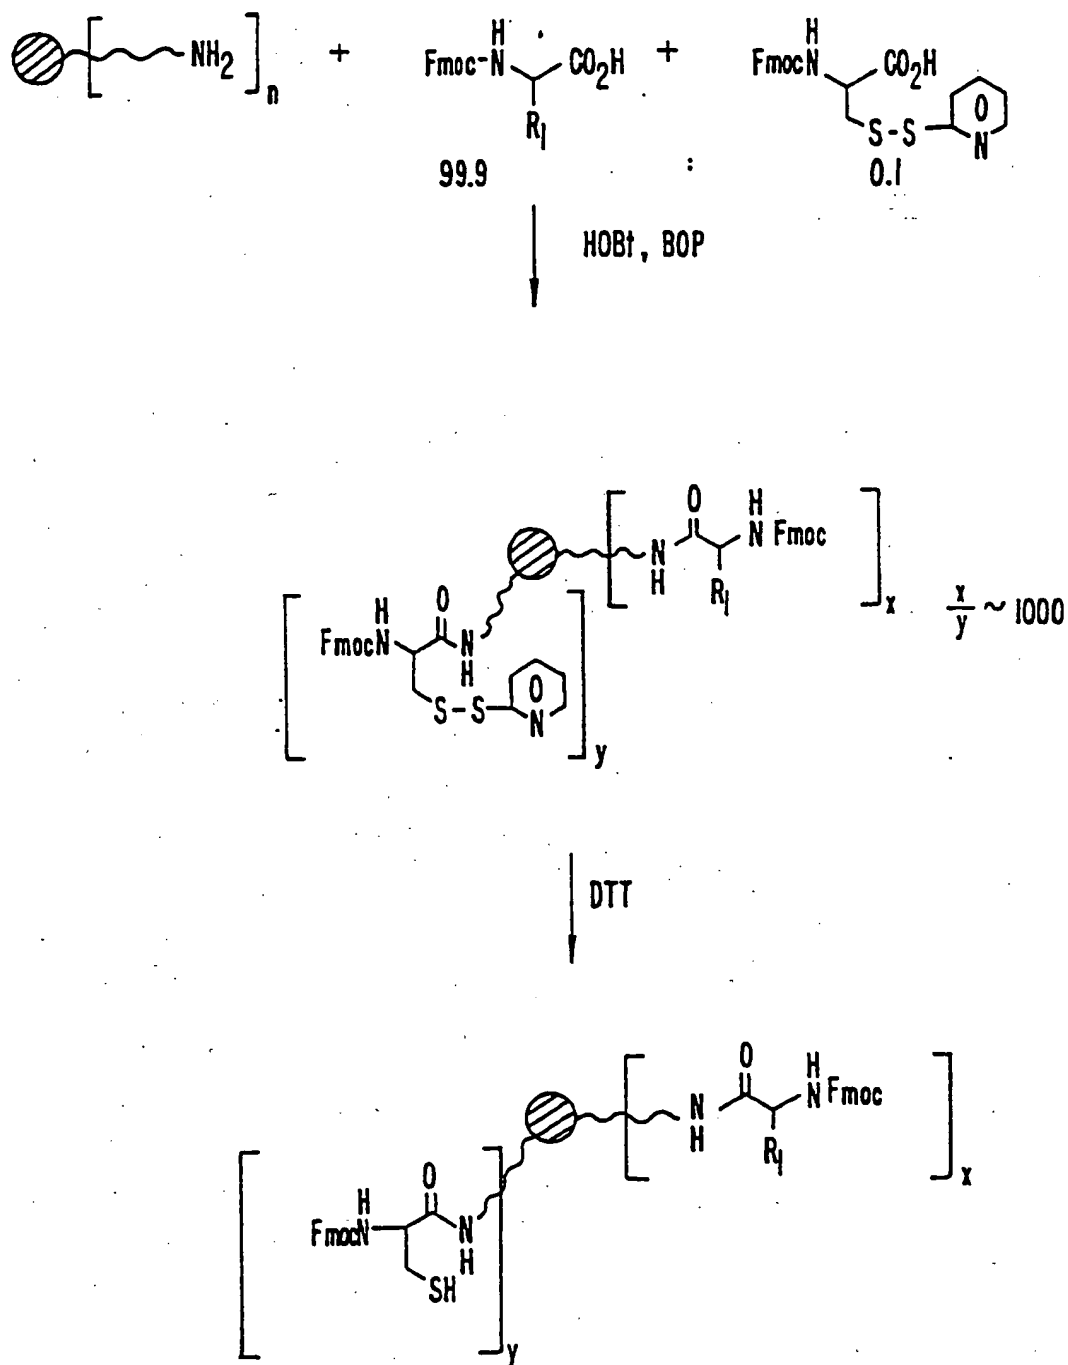 [ NH2 ]n + Fmoc-N H CO2H R1 + FmocN H CO2H S-S O N
99.9 : 0.1
HOBt, BOP
[ N H O H N Fmoc R1 ]x x/y ~ 1000
[ FmocN H O N H S-S O N ]y
DTT
[ N H O H N Fmoc R1 ]x
[ FmocN H O N H SH ]y